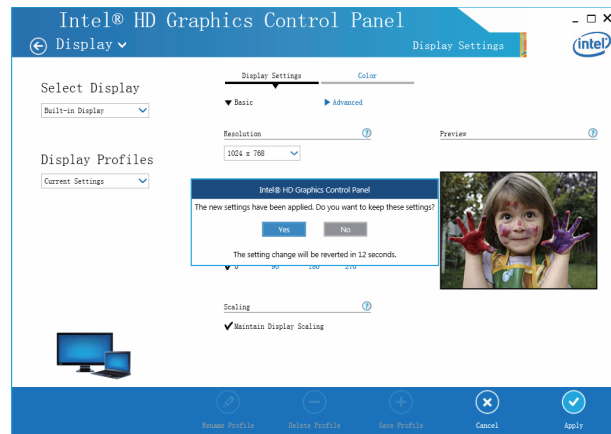 Intel® HD Graphics Control Panel
Display
Display Settings
intel
Select Display
Built-in Display
Display Profiles
Current Settings
Display Settings
Color
Basic
Advanced
Resolution
?
1024 x 768
Preview
?
Intel® HD Graphics Control Panel
The new settings have been applied. Do you want to keep these settings?
Yes
No
The setting change will be reverted in 12 seconds.
0 90 180 270
Scaling
?
Maintain Display Scaling
Rename Profile
Delete Profile
Save Profile
Cancel
Apply